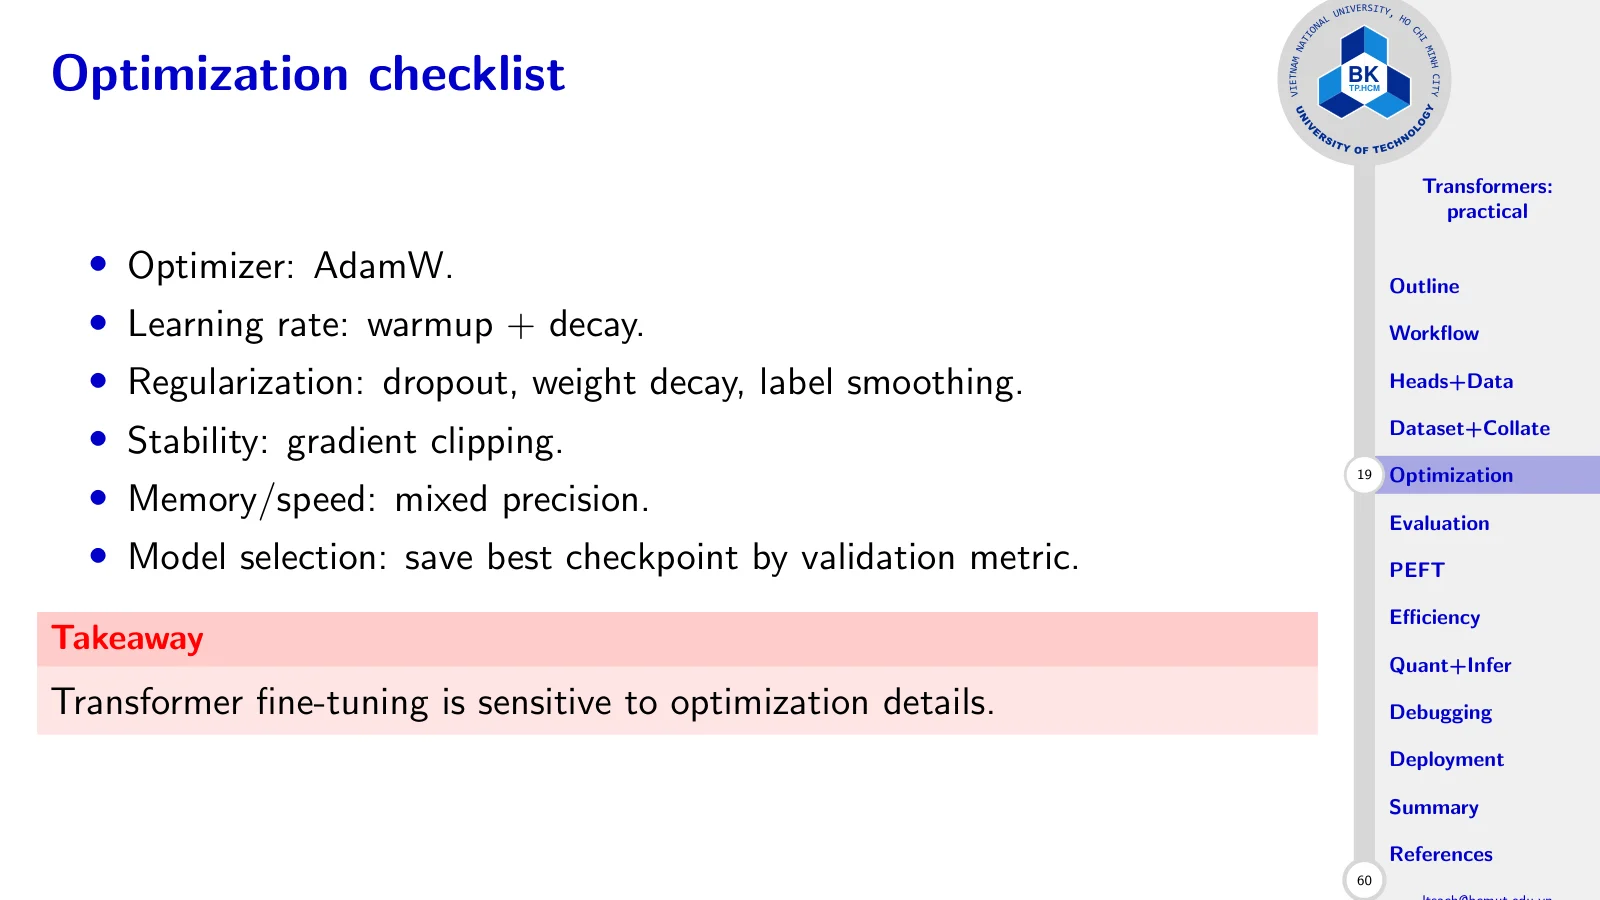 Optimization checklist
VIETNAM NATIONAL UNIVERSITY, HO CHI MINH CITY
BK
TP.HCM
UNIVERSITY OF TECHNOLOGY
• Optimizer: AdamW.
• Learning rate: warmup + decay.
• Regularization: dropout, weight decay, label smoothing.
• Stability: gradient clipping.
• Memory/speed: mixed precision.
• Model selection: save best checkpoint by validation metric.
Takeaway
Transformer fine-tuning is sensitive to optimization details.
Transformers:
practical
Outline
Workflow
Heads+Data
Dataset+Collate
19 Optimization
Evaluation
PEFT
Efficiency
Quant+Infer
Debugging
Deployment
Summary
References
60